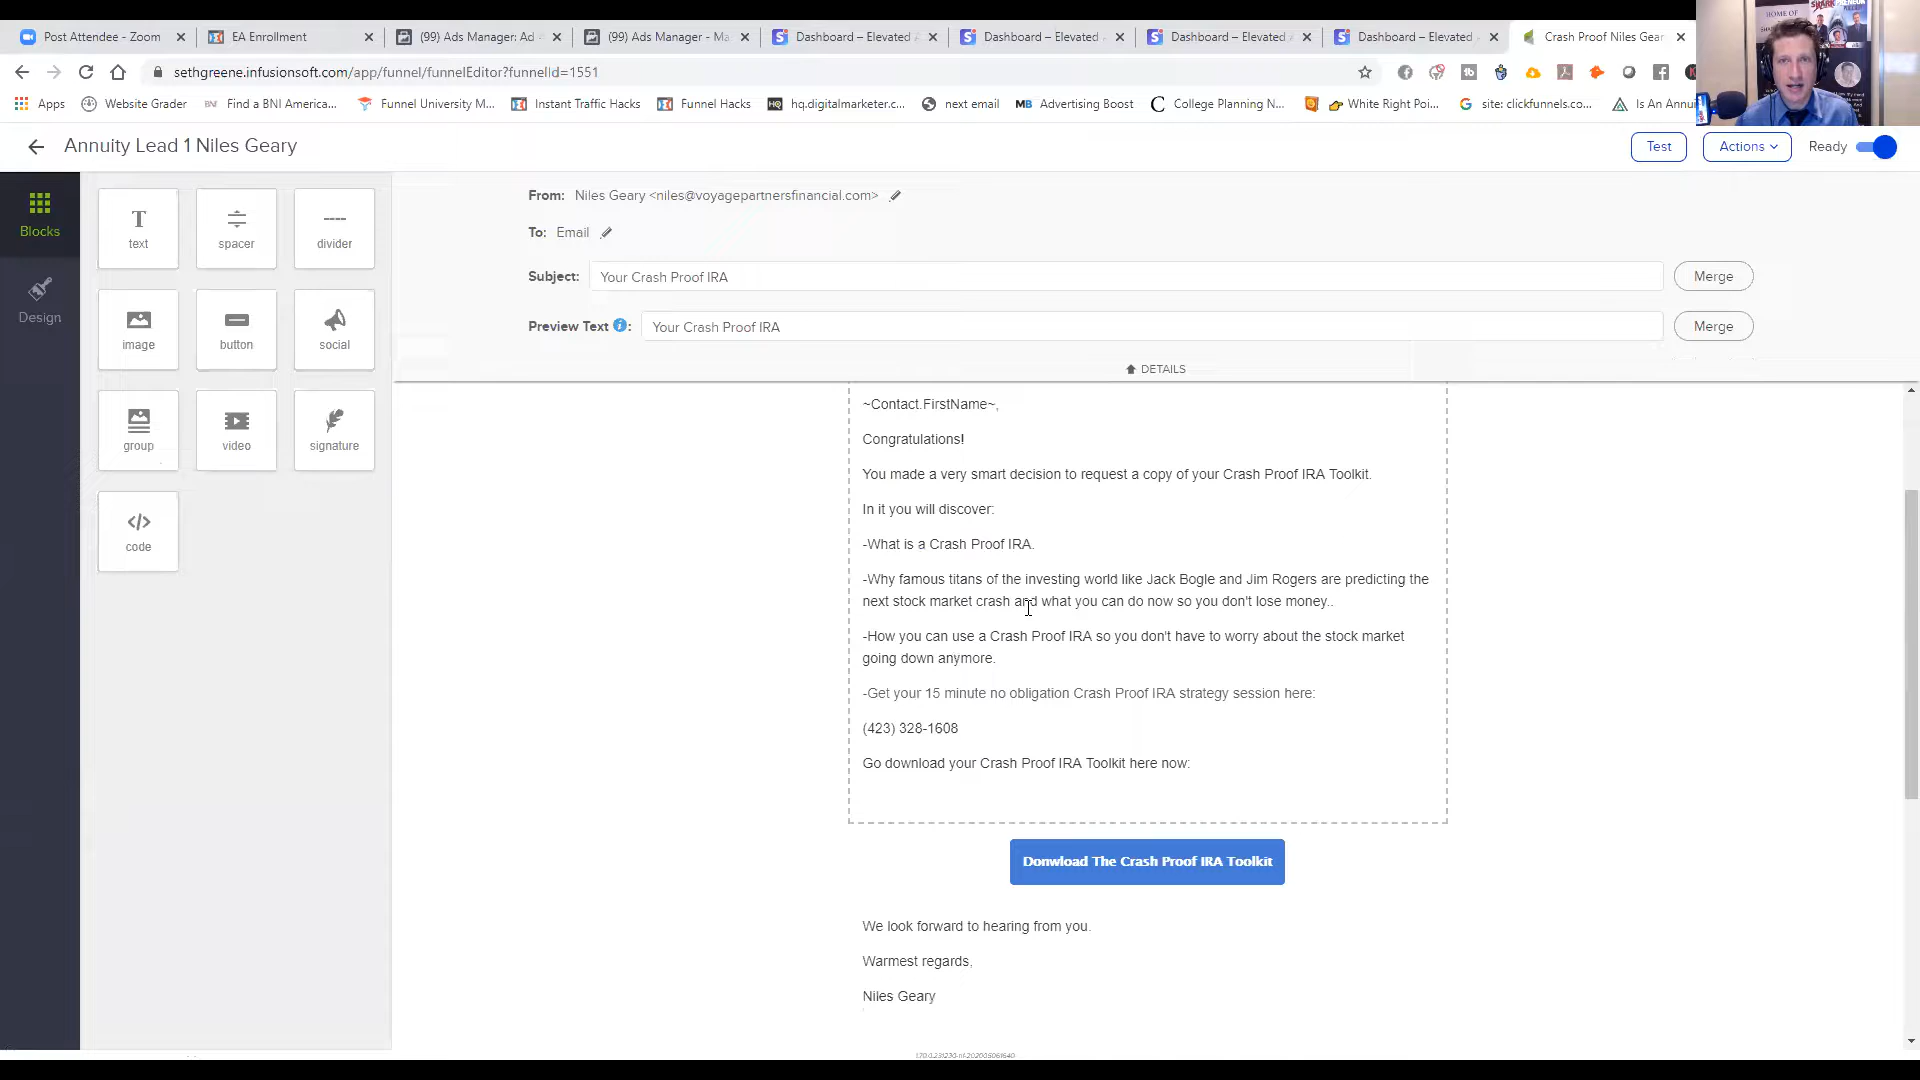 Post Attendee - Zoom
EA Enrollment
(99) Ads Manager: Ad
(99) Ads Manager - Ma
Dashboard – Elevated
Dashboard – Elevated
Dashboard – Elevated
Dashboard – Elevated
Crash Proof Niles Gear
sethgreene.infusionsoft.com/app/funnel/funnelEditor?funnelId=1551
Apps
Website Grader
Find a BNI America...
Funnel University M...
Instant Traffic Hacks
Funnel Hacks
hq.digitalmarketer.c...
next email
Advertising Boost
College Planning N...
White Right Poi...
site: clickfunnels.co...
Is An Annu
HOME OF
Annuity Lead 1 Niles Geary
Test
Actions
Ready
Blocks
Design
text
spacer
divider
image
button
social
group
video
signature
code
From: Niles Geary <niles@voyagepartnersfinancial.com>
To: Email
Subject: Your Crash Proof IRA
Merge
Preview Text : Your Crash Proof IRA
Merge
DETAILS
~Contact.FirstName~,
Congratulations!
You made a very smart decision to request a copy of your Crash Proof IRA Toolkit.
In it you will discover:
-What is a Crash Proof IRA.
-Why famous titans of the investing world like Jack Bogle and Jim Rogers are predicting the
next stock market crash and what you can do now so you don't lose money..
-How you can use a Crash Proof IRA so you don't have to worry about the stock market
going down anymore.
-Get your 15 minute no obligation Crash Proof IRA strategy session here:
(423) 328-1608
Go download your Crash Proof IRA Toolkit here now:
Donwload The Crash Proof IRA Toolkit
We look forward to hearing from you.
Warmest regards,
Niles Geary